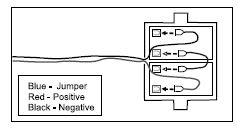 Blue - Jumper
Red - Positive
Black - Negative